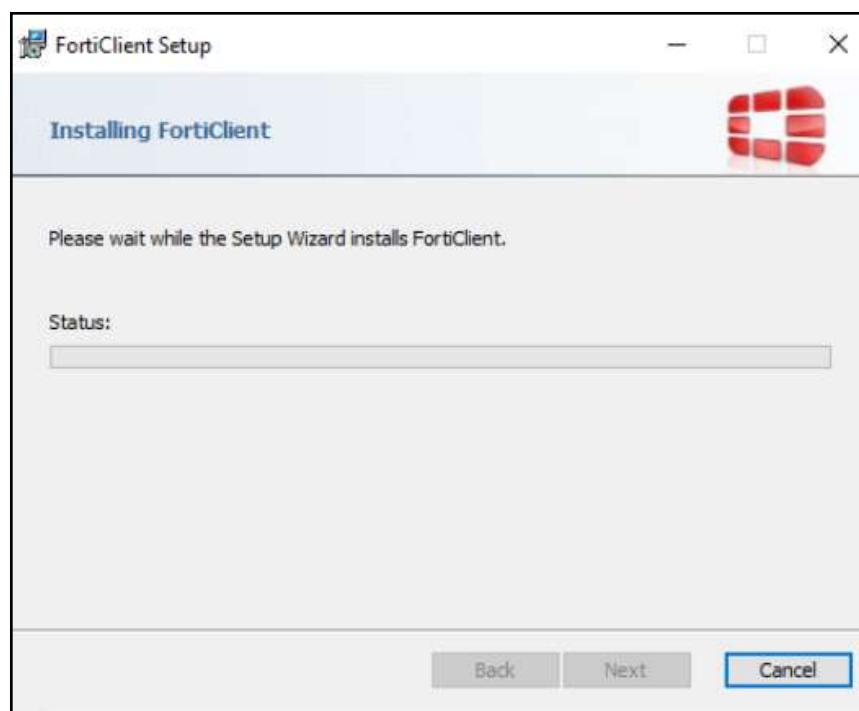 FortiClient Setup
Installing FortiClient
Please wait while the Setup Wizard installs FortiClient.
Status:
Back Next Cancel